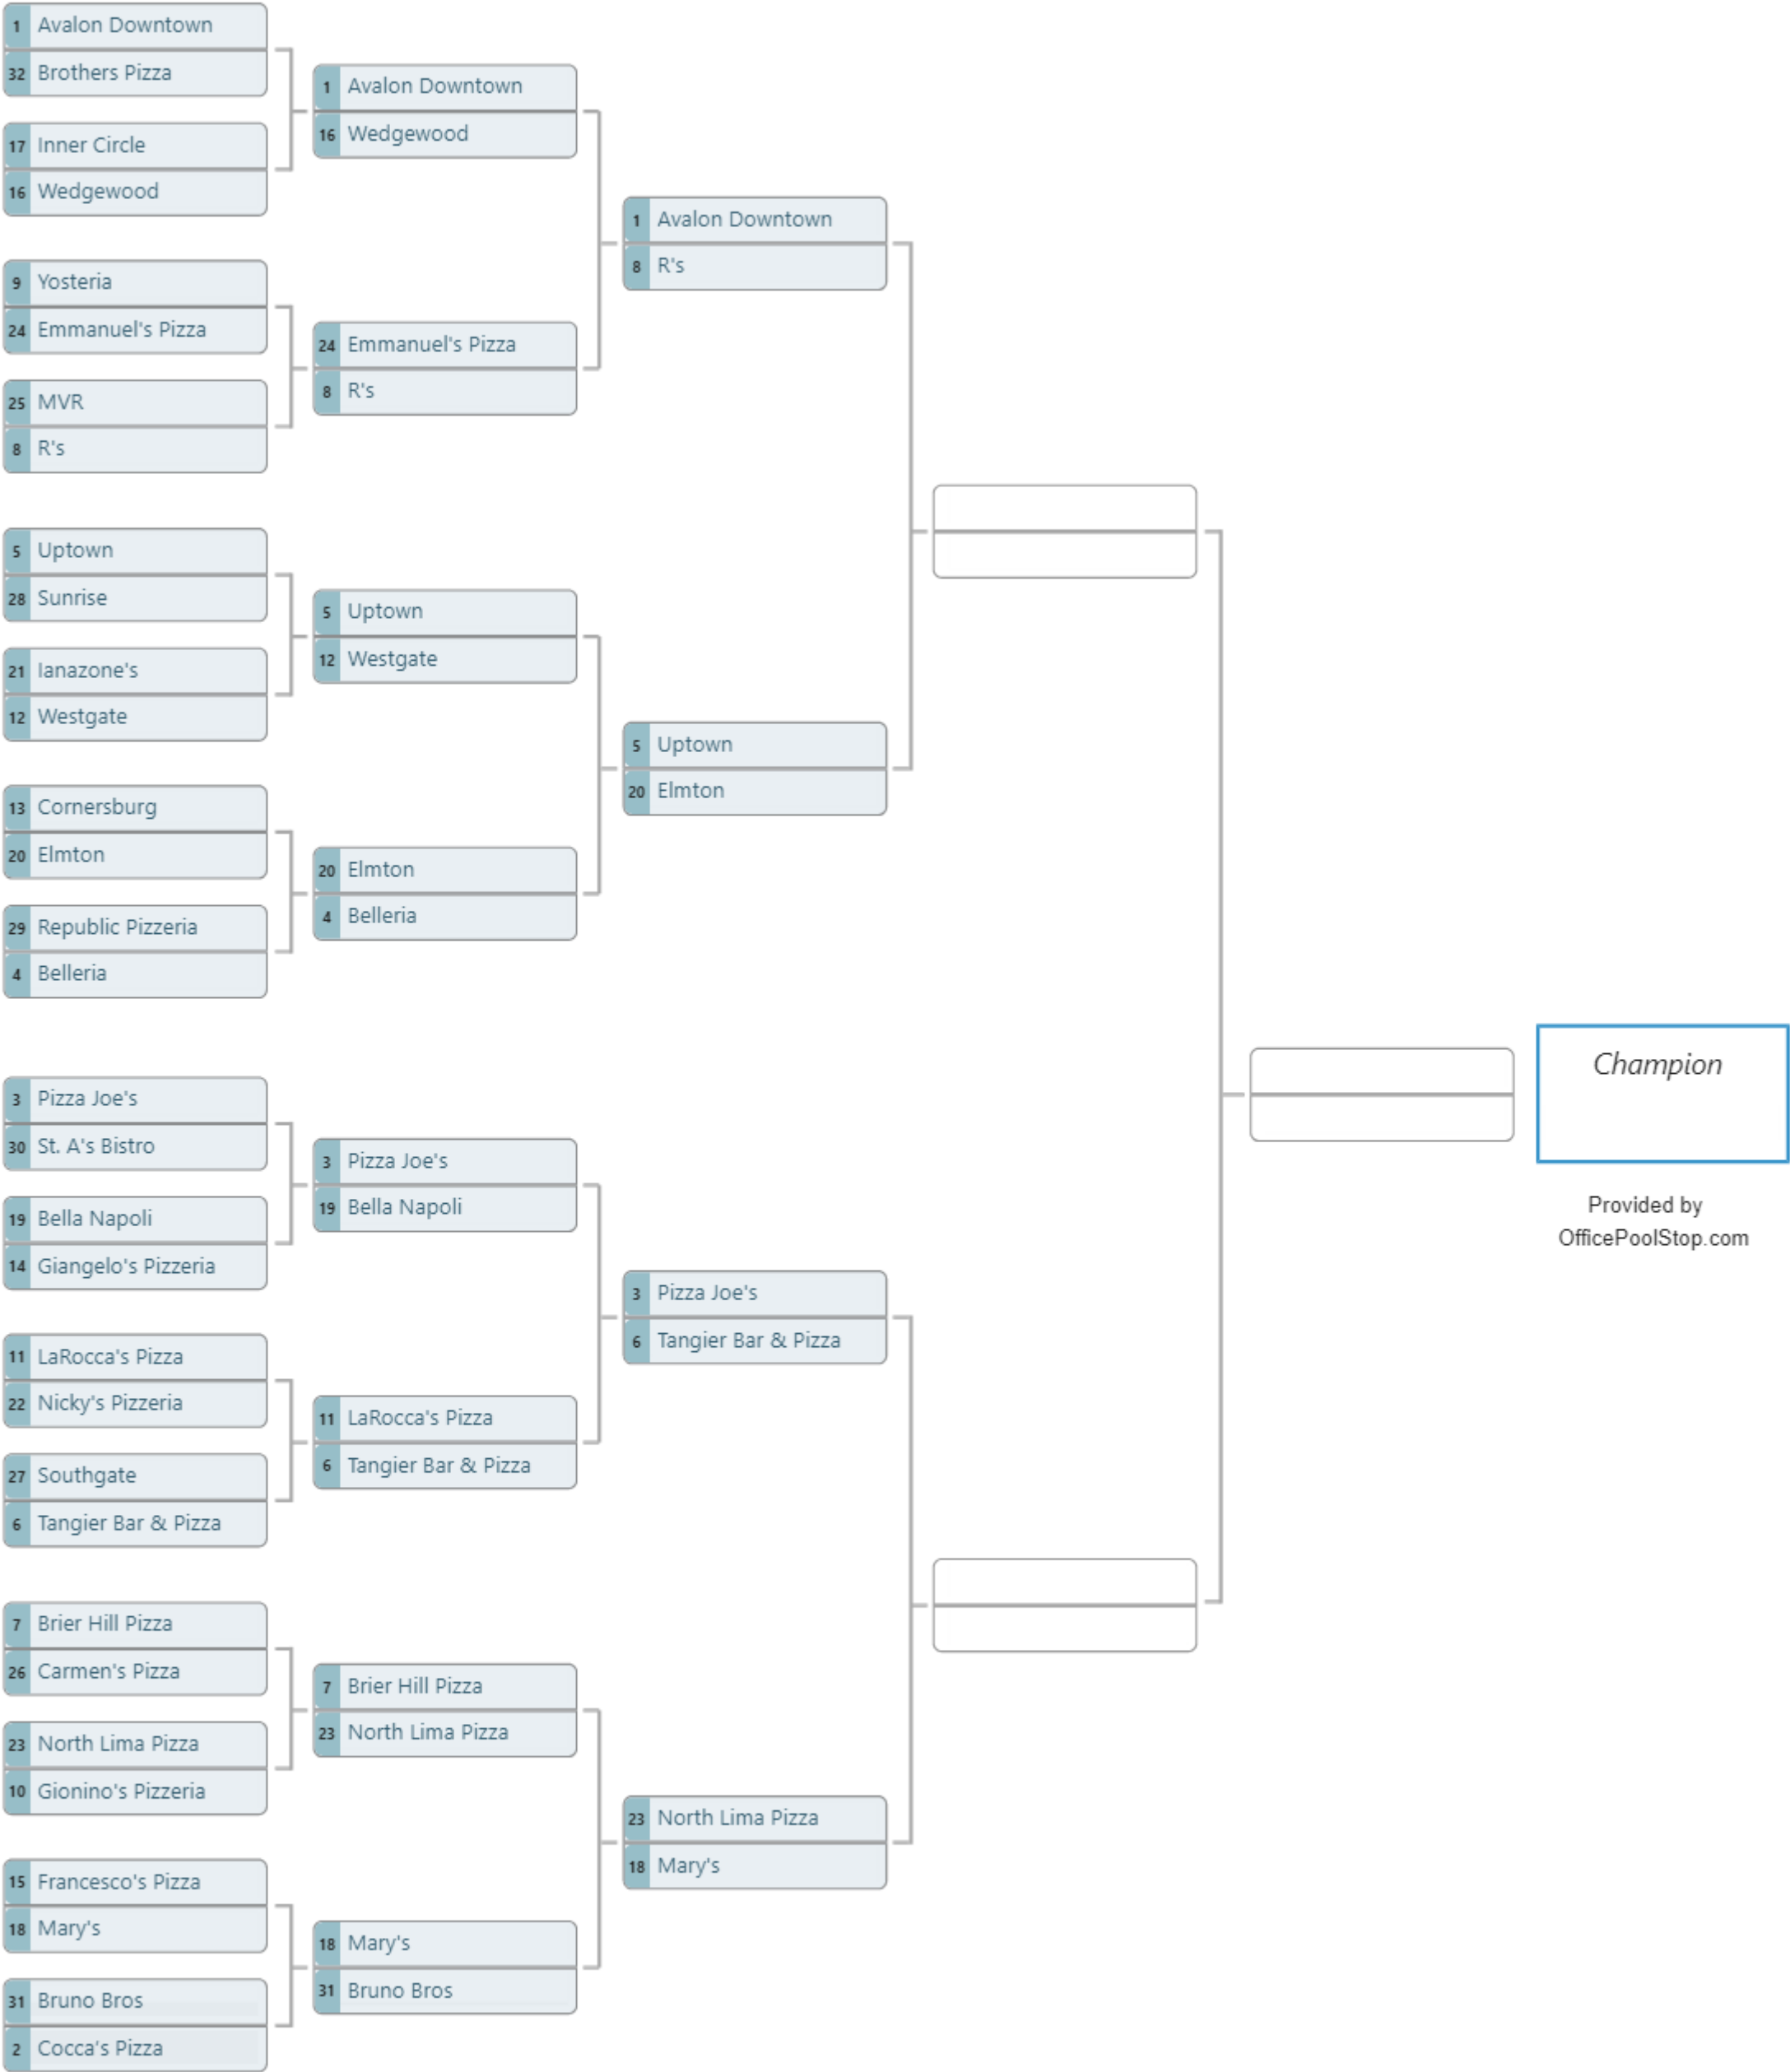 1 Avalon Downtown
32 Brothers Pizza
17 Inner Circle
16 Wedgewood
9 Yosteria
24 Emmanuel's Pizza
25 MVR
8 R's
5 Uptown
28 Sunrise
21 Ianazone's
12 Westgate
13 Cornersburg
20 Elmton
29 Republic Pizzeria
4 Belleria
3 Pizza Joe's
30 St. A's Bistro
19 Bella Napoli
14 Giangelo's Pizzeria
11 LaRocca's Pizza
22 Nicky's Pizzeria
27 Southgate
6 Tangier Bar & Pizza
7 Brier Hill Pizza
26 Carmen's Pizza
23 North Lima Pizza
10 Gionino's Pizzeria
15 Francesco's Pizza
18 Mary's
31 Bruno Bros
2 Cocca's Pizza
1 Avalon Downtown
16 Wedgewood
24 Emmanuel's Pizza
8 R's
5 Uptown
12 Westgate
20 Elmton
4 Belleria
3 Pizza Joe's
19 Bella Napoli
11 LaRocca's Pizza
6 Tangier Bar & Pizza
7 Brier Hill Pizza
23 North Lima Pizza
18 Mary's
31 Bruno Bros
1 Avalon Downtown
8 R's
5 Uptown
20 Elmton
3 Pizza Joe's
6 Tangier Bar & Pizza
23 North Lima Pizza
18 Mary's
Champion
Provided by
OfficePoolStop.com